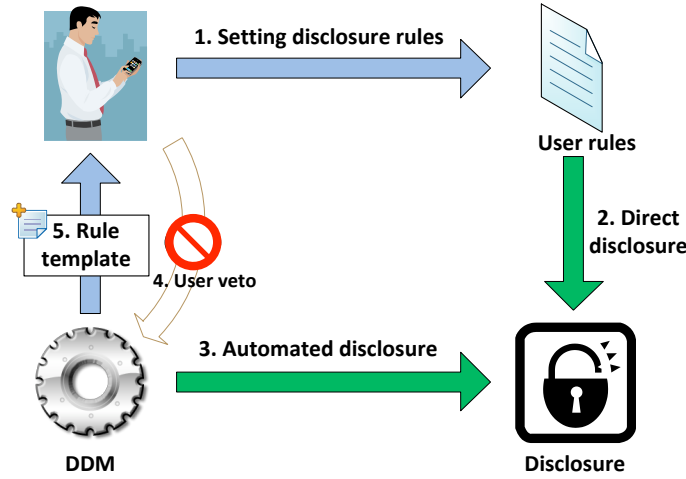 1. Setting disclosure rules
User rules
2. Direct
disclosure
5. Rule
template
4. User veto
3. Automated disclosure
DDM
Disclosure